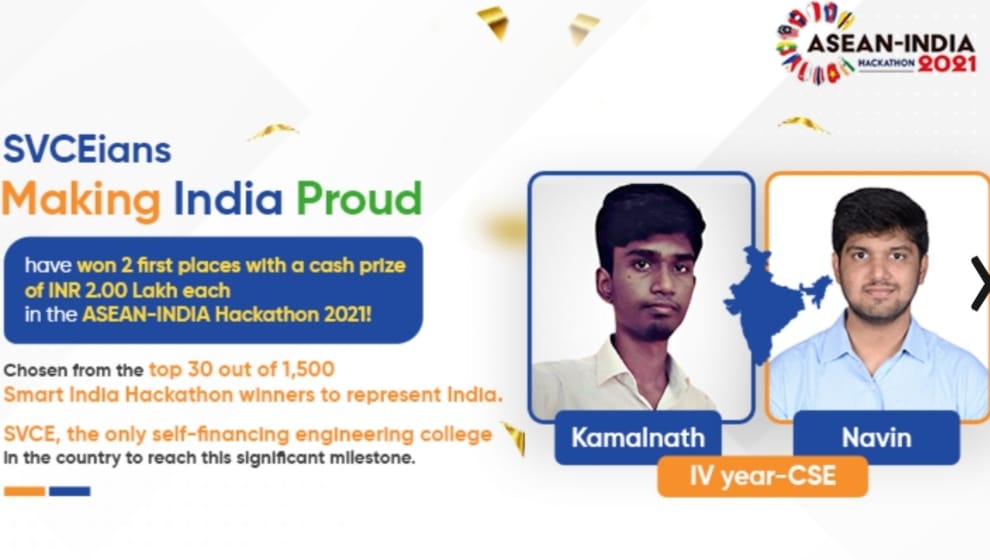 ASEAN-INDIA
HACKATHON 2021
SVCEians
Making India Proud
have won 2 first places with a cash prize
of INR 2.00 Lakh each
in the ASEAN-INDIA Hackathon 2021!
Chosen from the top 30 out of 1,500
Smart India Hackathon winners to represent India.
SVCE, the only self-financing engineering college
in the country to reach this significant milestone.
Kamalnath
Navin
IV year-CSE